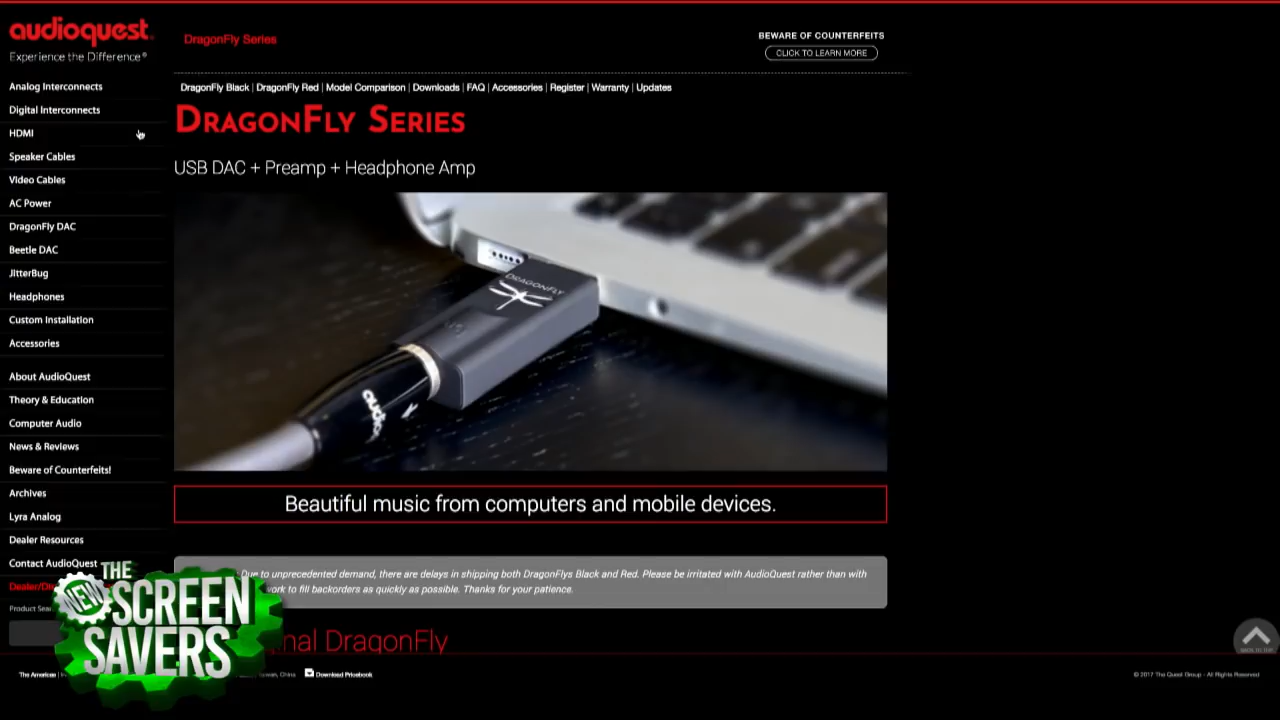 audioquest
Experience the Difference®
DragonFly Series
BEWARE OF COUNTERFEITS
CLICK TO LEARN MORE
DragonFly Black | DragonFly Red | Model Comparison | Downloads | FAQ | Accessories | Register | Warranty | Updates
DRAGONFLY SERIES
USB DAC + Preamp + Headphone Amp
Analog Interconnects
Digital Interconnects
HDMI
Speaker Cables
Video Cables
AC Power
DragonFly DAC
Beetle DAC
JitterBug
Headphones
Custom Installation
Accessories
About AudioQuest
Theory & Education
Computer Audio
News & Reviews
Beware of Counterfeits!
Archives
Lyra Analog
Dealer Resources
Contact AudioQuest
DRAGONFLY
Beautiful music from computers and mobile devices.
Due to unprecedented demand, there are delays in shipping both DragonFlys Black and Red. Please be irritated with AudioQuest rather than with
work to fill backorders as quickly as possible. Thanks for your patience.
DragonFly
THE
NEW
SCREEN
SAVERS
The Americas
China
Download Pricebook
BACK TO TOP
© 2017 The Quest Group - All Rights Reserved